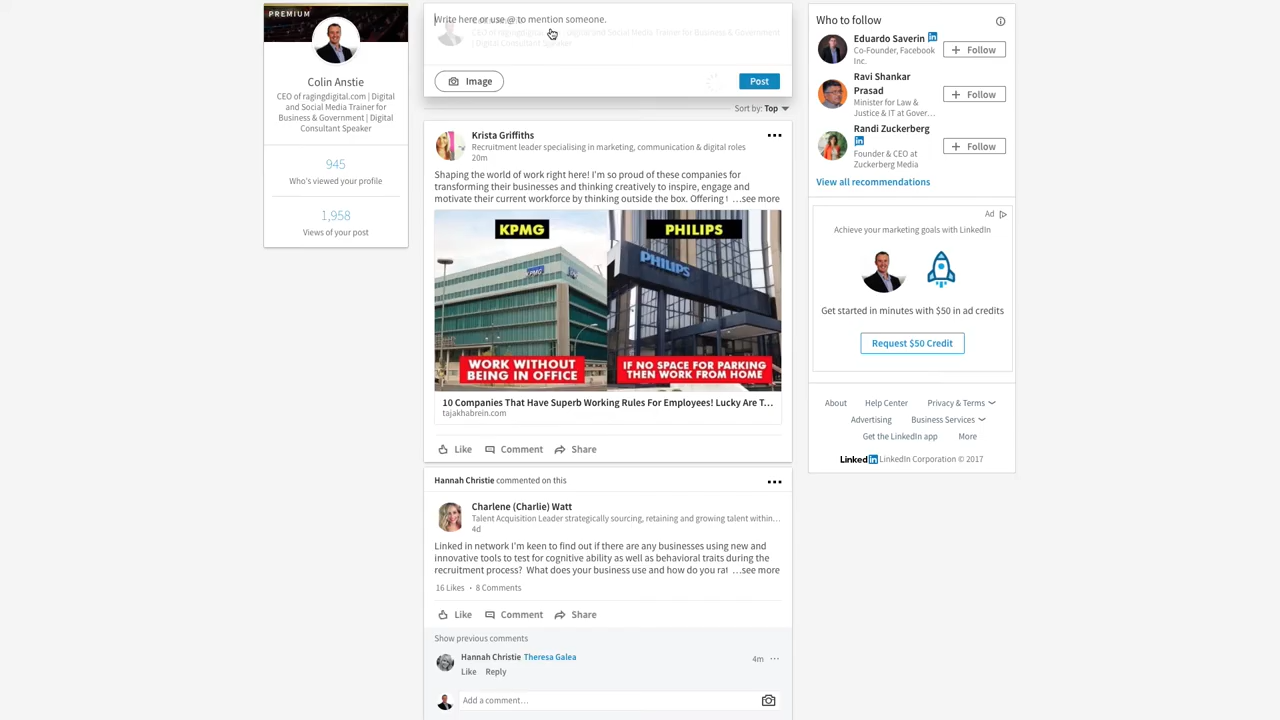 PREMIUM
Colin Anstie
CEO of ragingdigital.com | Digital
and Social Media Trainer for
Business & Government | Digital
Consultant Speaker
945
Who's viewed your profile
1,958
Views of your post
Write here or use @ to mention someone.
CEO of ragingdigital.com | Digital and Social Media Trainer for Business & Government
| Digital Consultant Speaker
Image
Post
Sort by: Top
Krista Griffiths
Recruitment leader specialising in marketing, communication & digital roles
20m
Shaping the world of work right here! I'm so proud of these companies for
transforming their businesses and thinking creatively to inspire, engage and
motivate their current workforce by thinking outside the box. Offering …see more
KPMG
PHILIPS
KPMG
PHILIPS
WORK WITHOUT
BEING IN OFFICE
IF NO SPACE FOR PARKING
THEN WORK FROM HOME
10 Companies That Have Superb Working Rules For Employees! Lucky Are T...
tajakhabrein.com
Like Comment Share
Hannah Christie commented on this
Charlene (Charlie) Watt
Talent Acquisition Leader strategically sourcing, retaining and growing talent within...
4d
Linked in network I'm keen to find out if there are any businesses using new and
innovative tools to test for cognitive ability as well as behavioral traits during the
recruitment process? What does your business use and how do you rat …see more
16 Likes · 8 Comments
Like Comment Share
Show previous comments
Hannah Christie Theresa Galea
4m
Like Reply
Add a comment...
Who to follow
Eduardo Saverin in
Co-Founder, Facebook
Inc.
+ Follow
Ravi Shankar
Prasad
Minister for Law &
Justice & IT at Gover...
+ Follow
Randi Zuckerberg
in
Founder & CEO at
Zuckerberg Media
+ Follow
View all recommendations
Ad
Achieve your marketing goals with LinkedIn
Get started in minutes with $50 in ad credits
Request $50 Credit
About Help Center Privacy & Terms
Advertising Business Services
Get the LinkedIn app More
Linked in LinkedIn Corporation © 2017